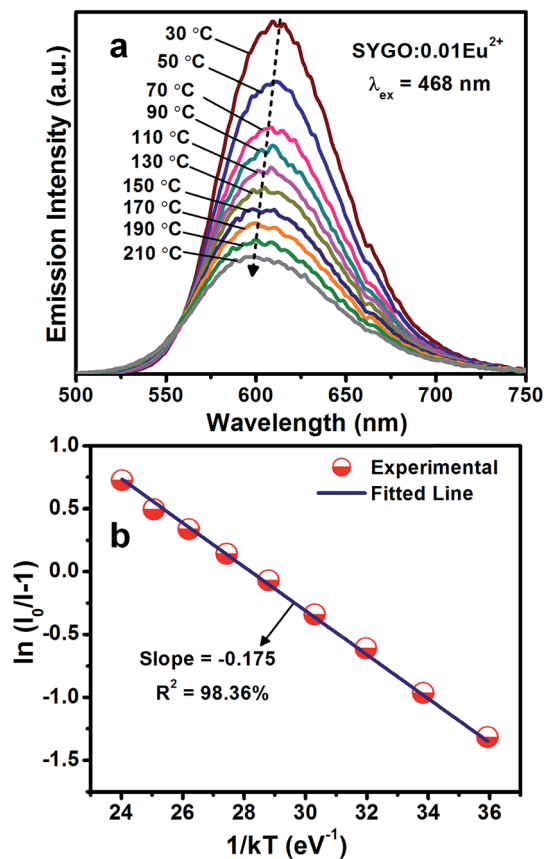 a
SYGO:0.01Eu²⁺
λex = 468 nm
30 °C
50 °C
70 °C
90 °C
110 °C
130 °C
150 °C
170 °C
190 °C
210 °C
Emission Intensity (a.u.)
500 550 600 650 700 750
Wavelength (nm)
b
Experimental
Fitted Line
Slope = -0.175
R² = 98.36%
ln (I₀/I-1)
1.0
0.5
0.0
-0.5
-1.0
-1.5
24 26 28 30 32 34 36
1/kT (eV⁻¹)